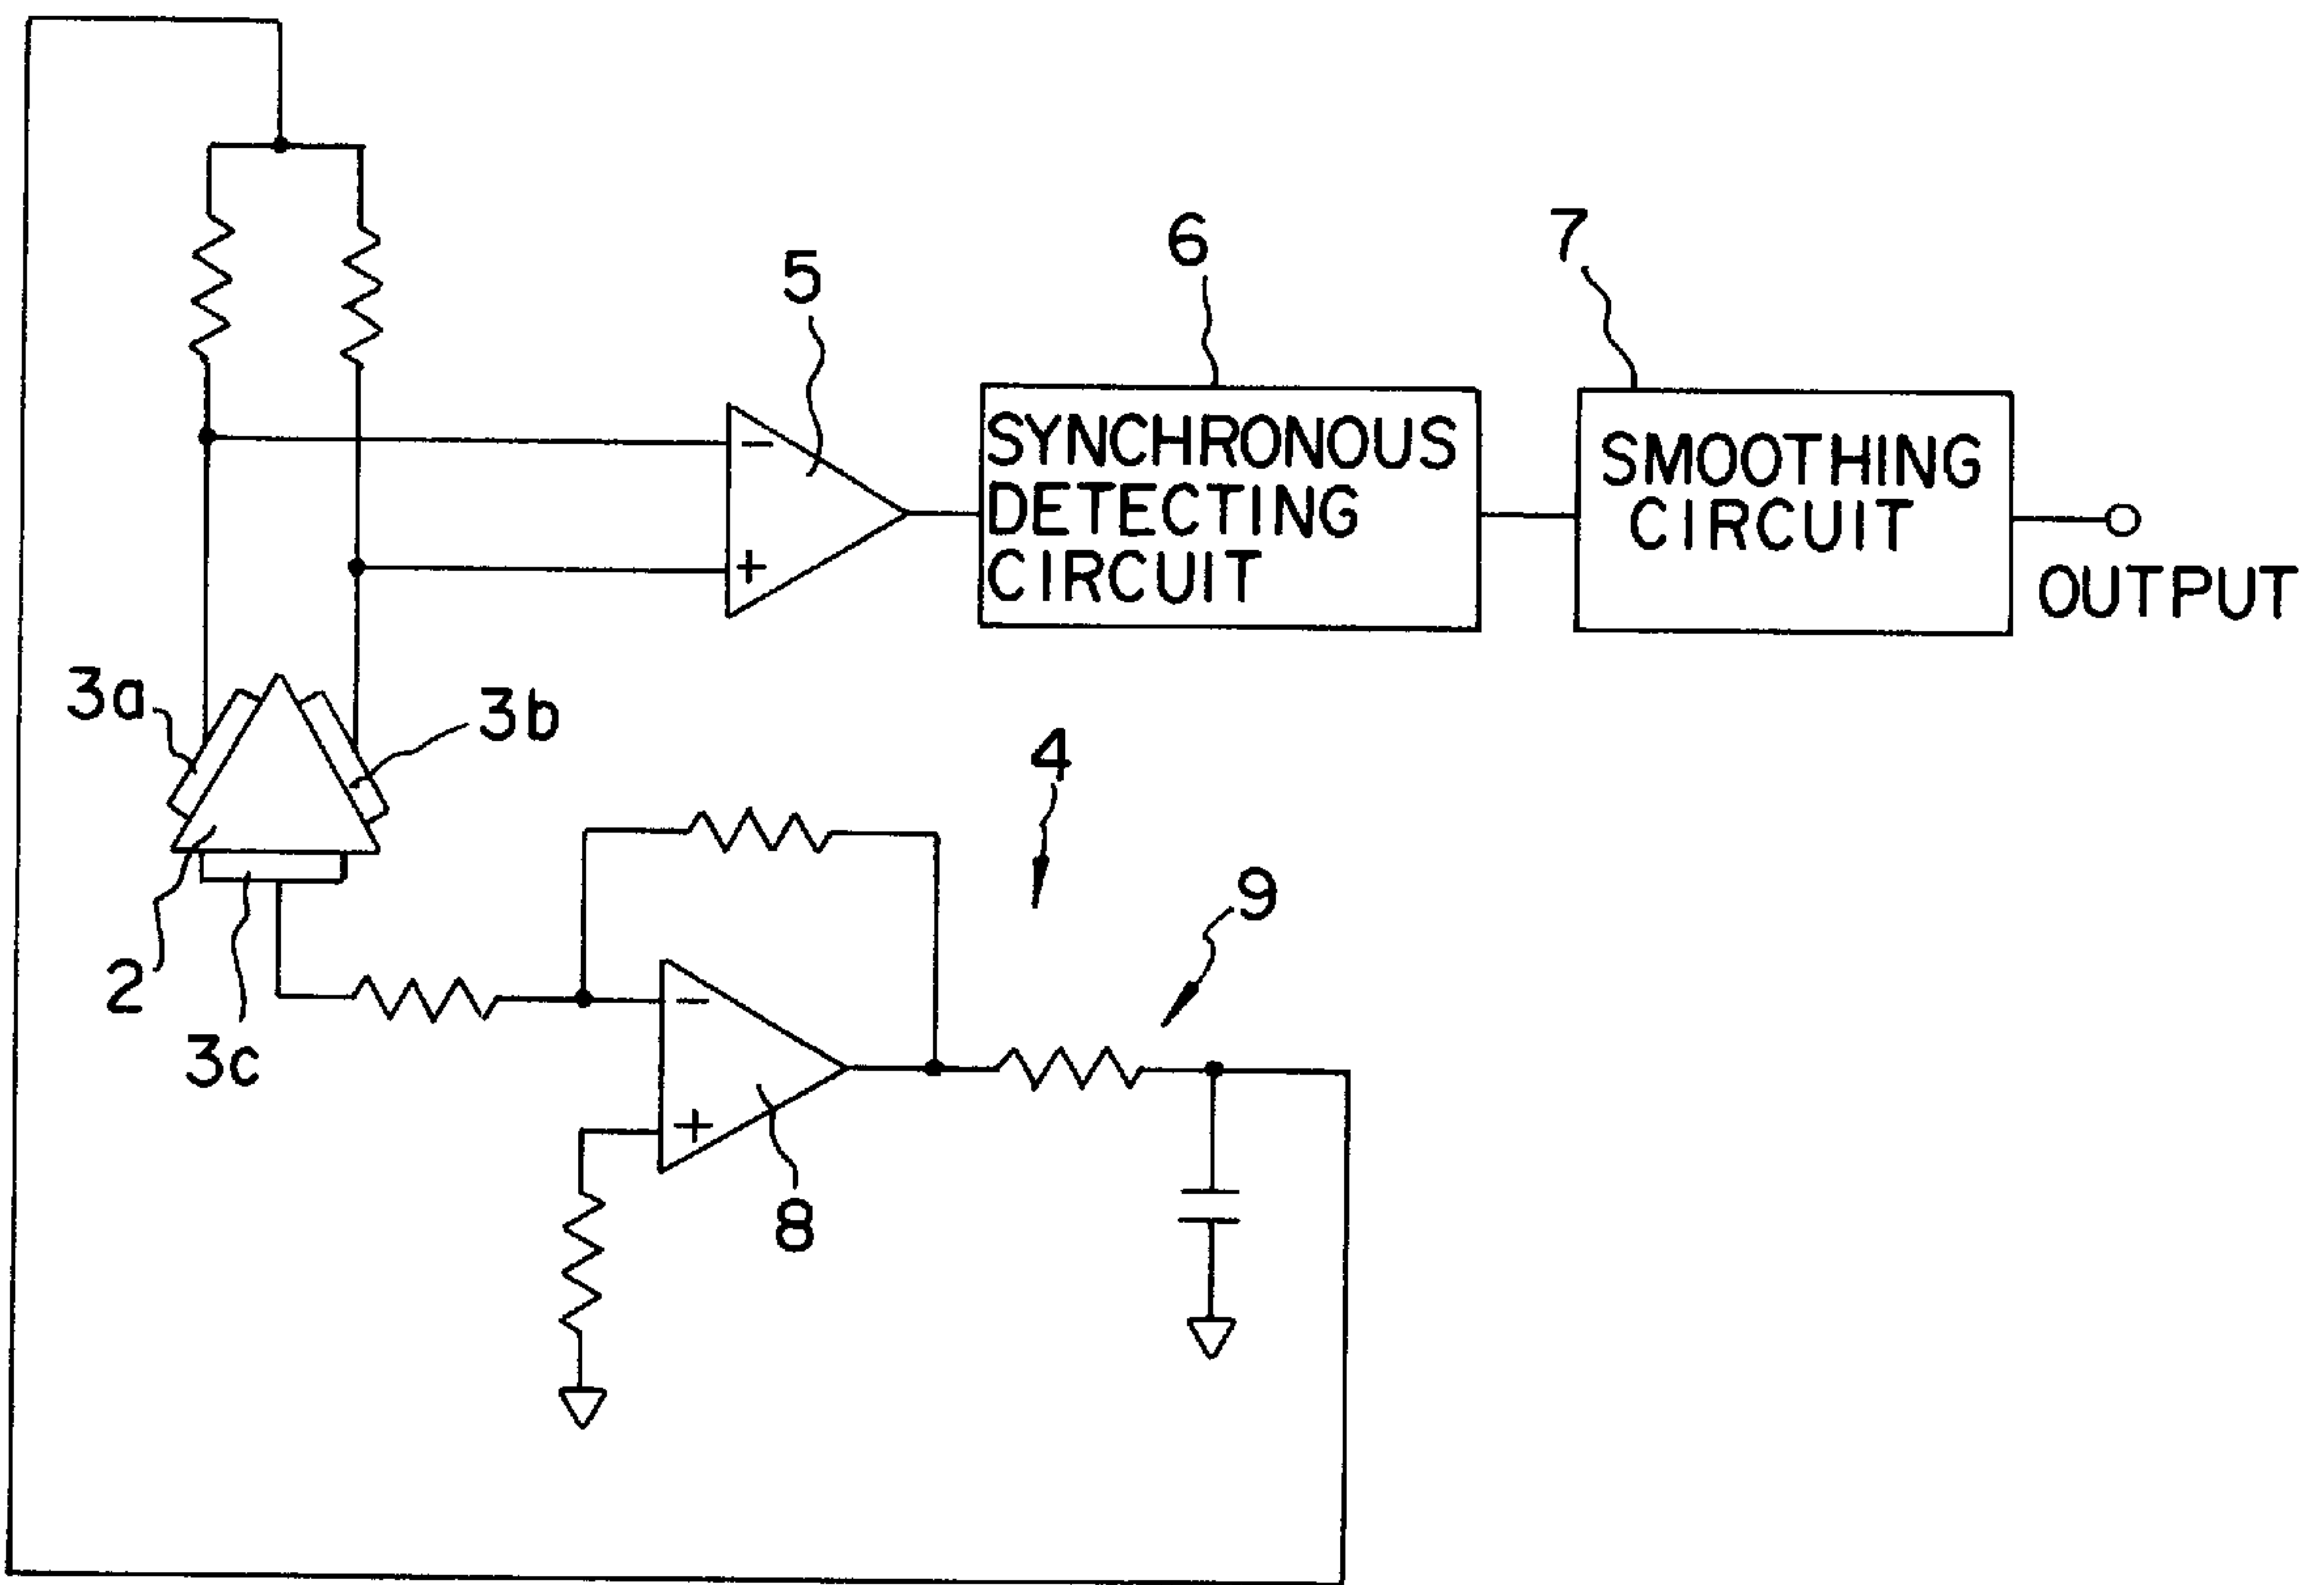 5
6
7
−
SYNCHRONOUS
DETECTING
CIRCUIT
SMOOTHING
CIRCUIT
+
OUTPUT
3a
3b
4
9
2
3c
−
+
8